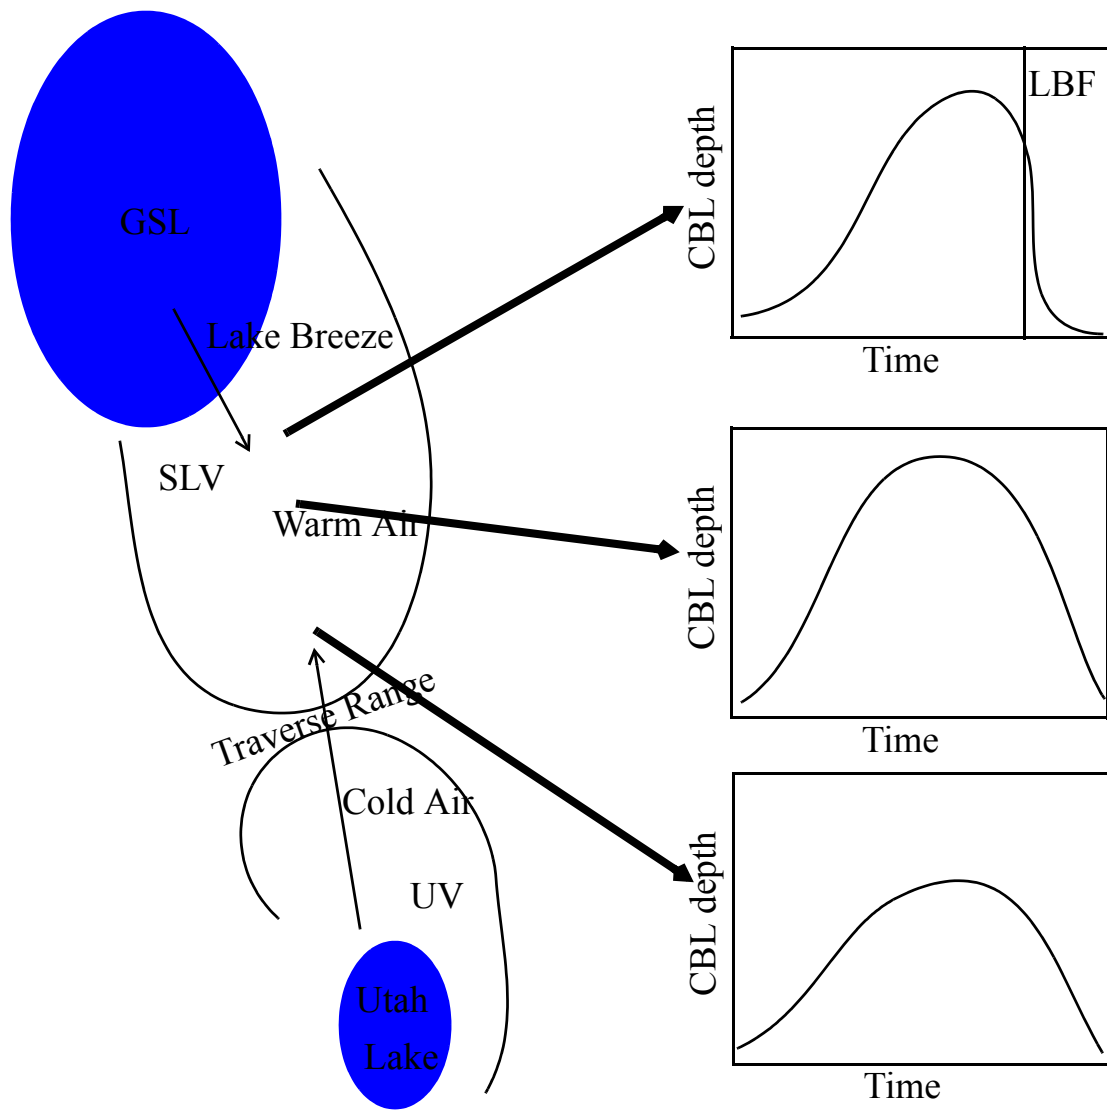 GSL
Lake Breeze
SLV
Warm Air
Traverse Range
Cold Air
UV
Utah
Lake
CBL depth
LBF
Time
CBL depth
Time
CBL depth
Time